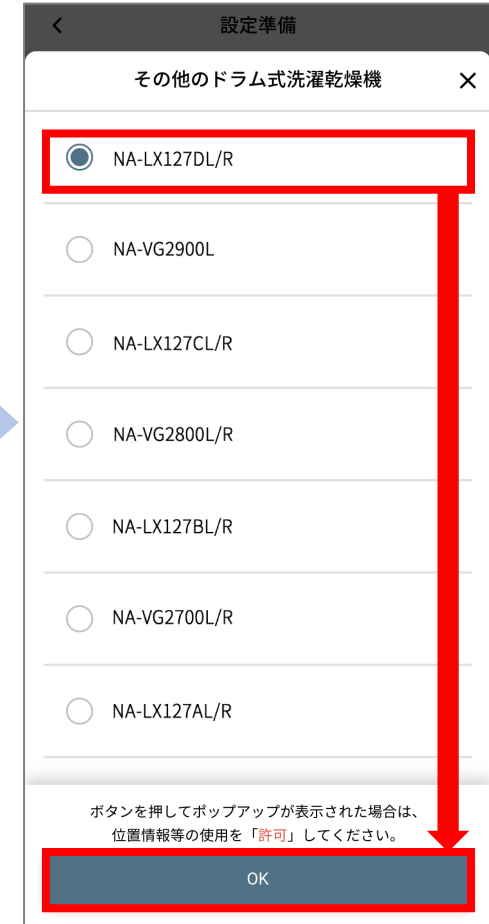 設定準備
その他のドラム式洗濯乾燥機
NA-LX127DL/R
NA-VG2900L
NA-LX127CL/R
NA-VG2800L/R
NA-LX127BL/R
NA-VG2700L/R
NA-LX127AL/R
ボタンを押してポップアップが表示された場合は、
位置情報等の使用を「許可」してください。
OK